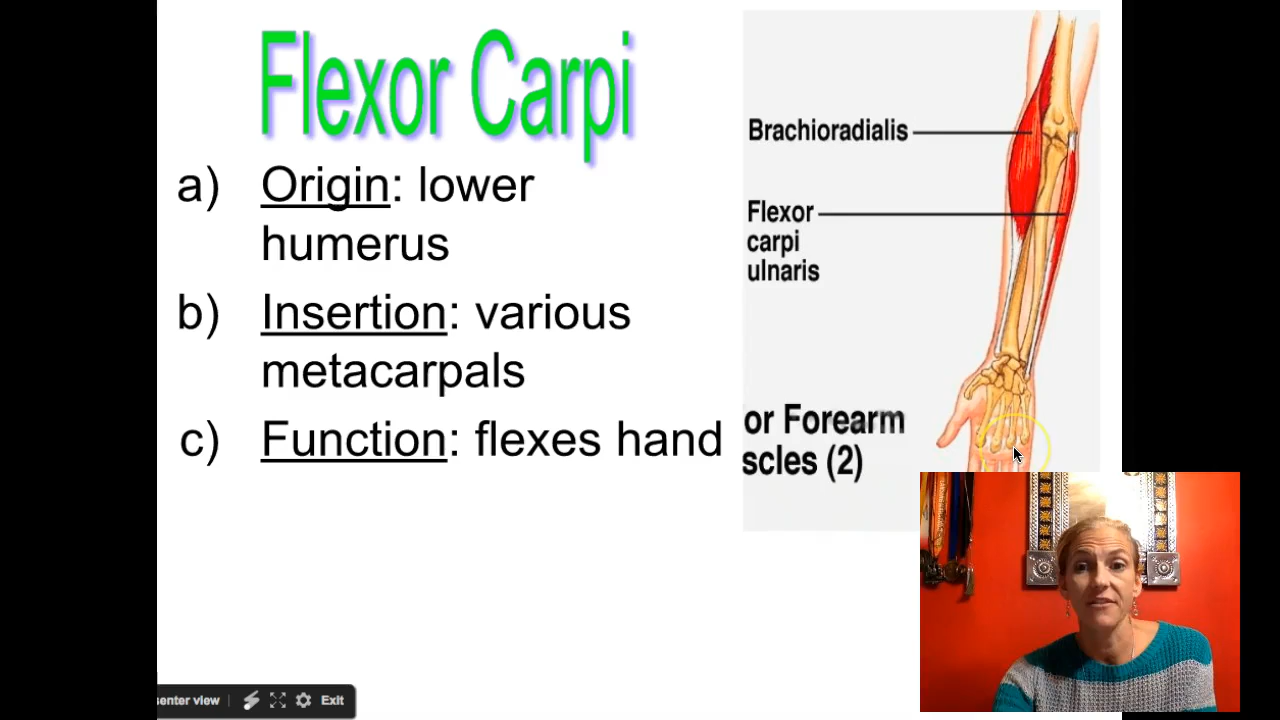 Flexor Carpi
a) Origin: lower
humerus
b) Insertion: various
metacarpals
c) Function: flexes hand
Brachioradialis
Flexor
carpi
ulnaris
or Forearm
scles (2)
enter view
Exit